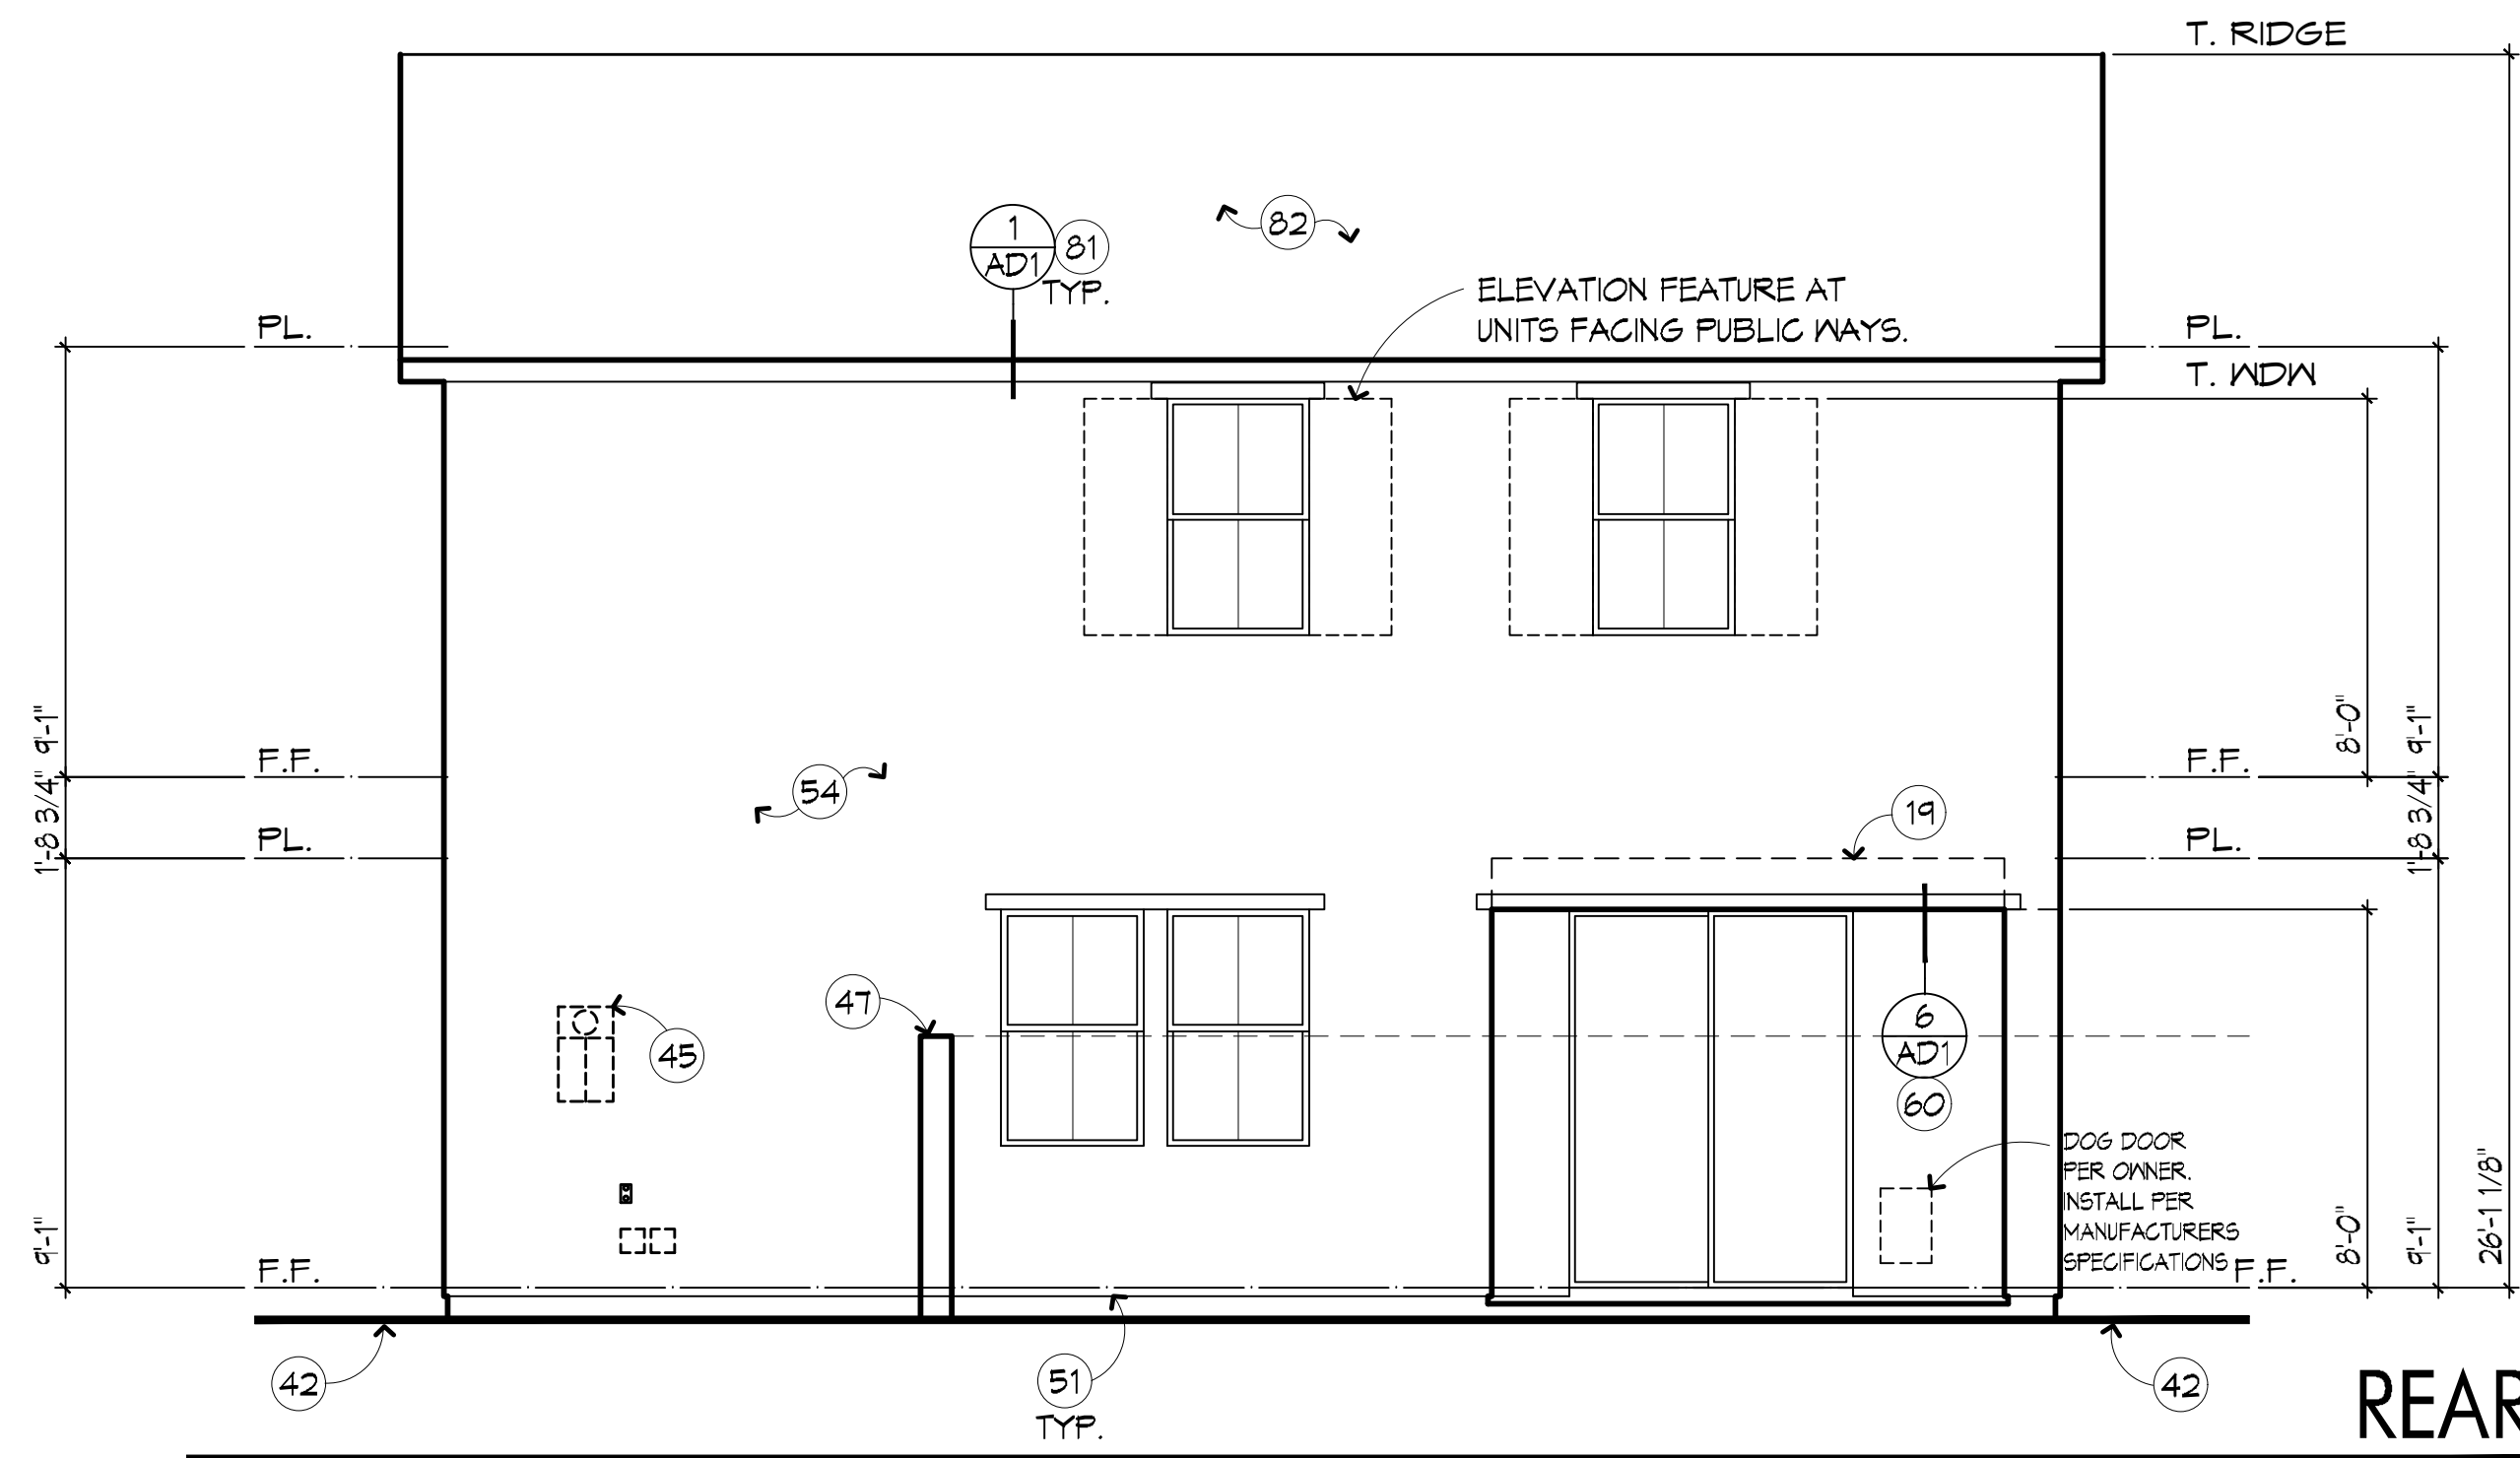 T. RIDGE
82
1
AD1
81
TYP.
ELEVATION FEATURE AT
UNITS FACING PUBLIC WAYS.
PL.
PL.
T. WDW
9'-1"
8'-0"
9'-1"
F.F.
F.F.
1'-8 3/4"
54
19
1'-8 3/4"
PL.
PL.
47
45
6
AD1
60
DOG DOOR
PER OWNER.
INSTALL PER
MANUFACTURERS
SPECIFICATIONS
9'-1"
8'-0"
9'-1"
26'-1 1/8"
F.F.
F.F.
42
51
TYP.
42
REAR